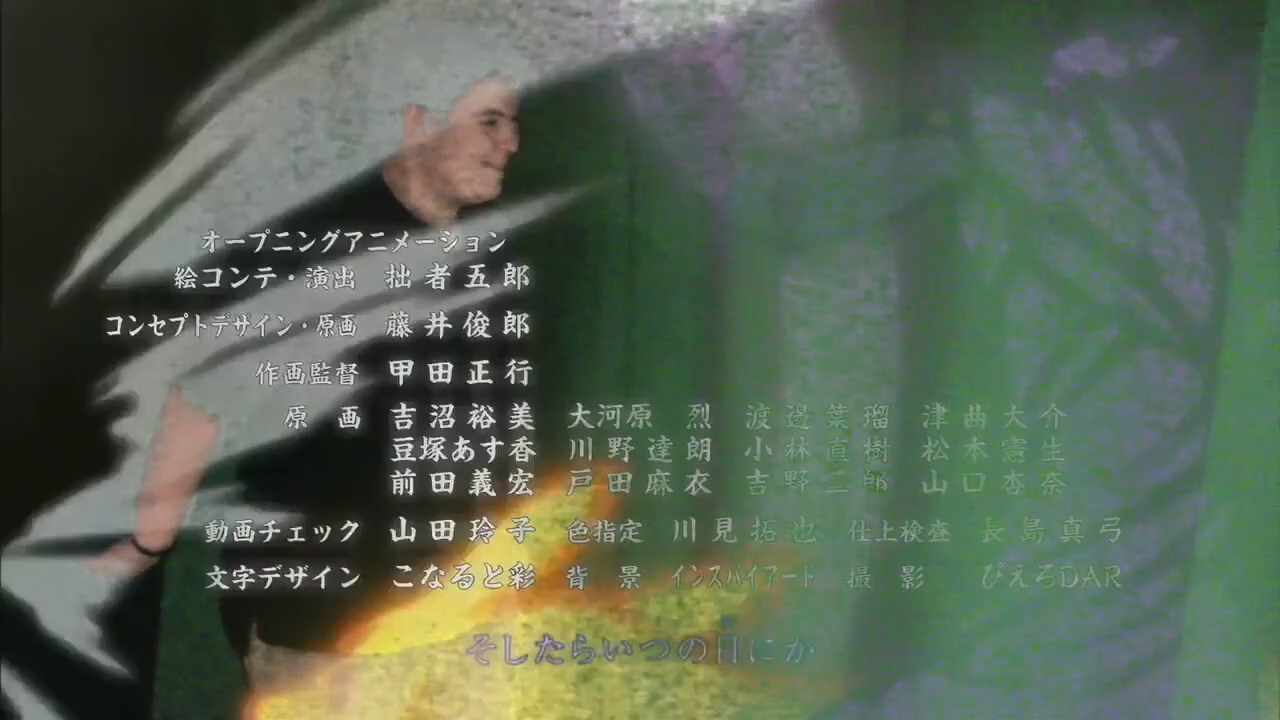 オープニングアニメーション
絵コンテ・演出 拙者五郎
コンセプトデザイン・原画 藤井俊郎
作画監督 甲田正行
原画 吉沼裕美 大河原烈 渡邊葉瑠 津曲大介
豆塚あす香 川野達朗 小林直樹 松本憲生
前田義宏 戸田麻衣 吉野二郎 山口杏奈
動画チェック 山田玲子 色指定 川見拓也 仕上検査 長島真弓
文字デザイン こなると彩 背景 インスパイアード 撮影 ぴえろDAR
そしたらいつの日にか